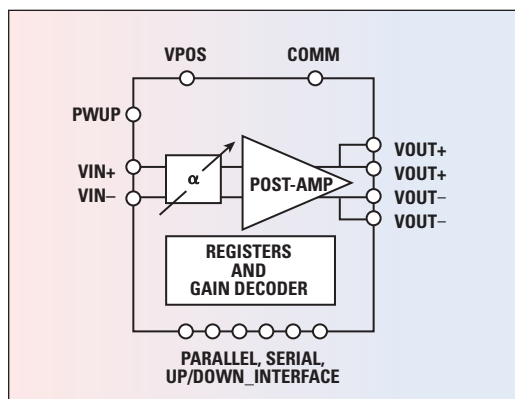 VPOS
COMM
PWUP
VIN+
VIN–
α
POST-AMP
VOUT+
VOUT+
VOUT–
VOUT–
REGISTERS
AND
GAIN DECODER
PARALLEL, SERIAL,
UP/DOWN_INTERFACE